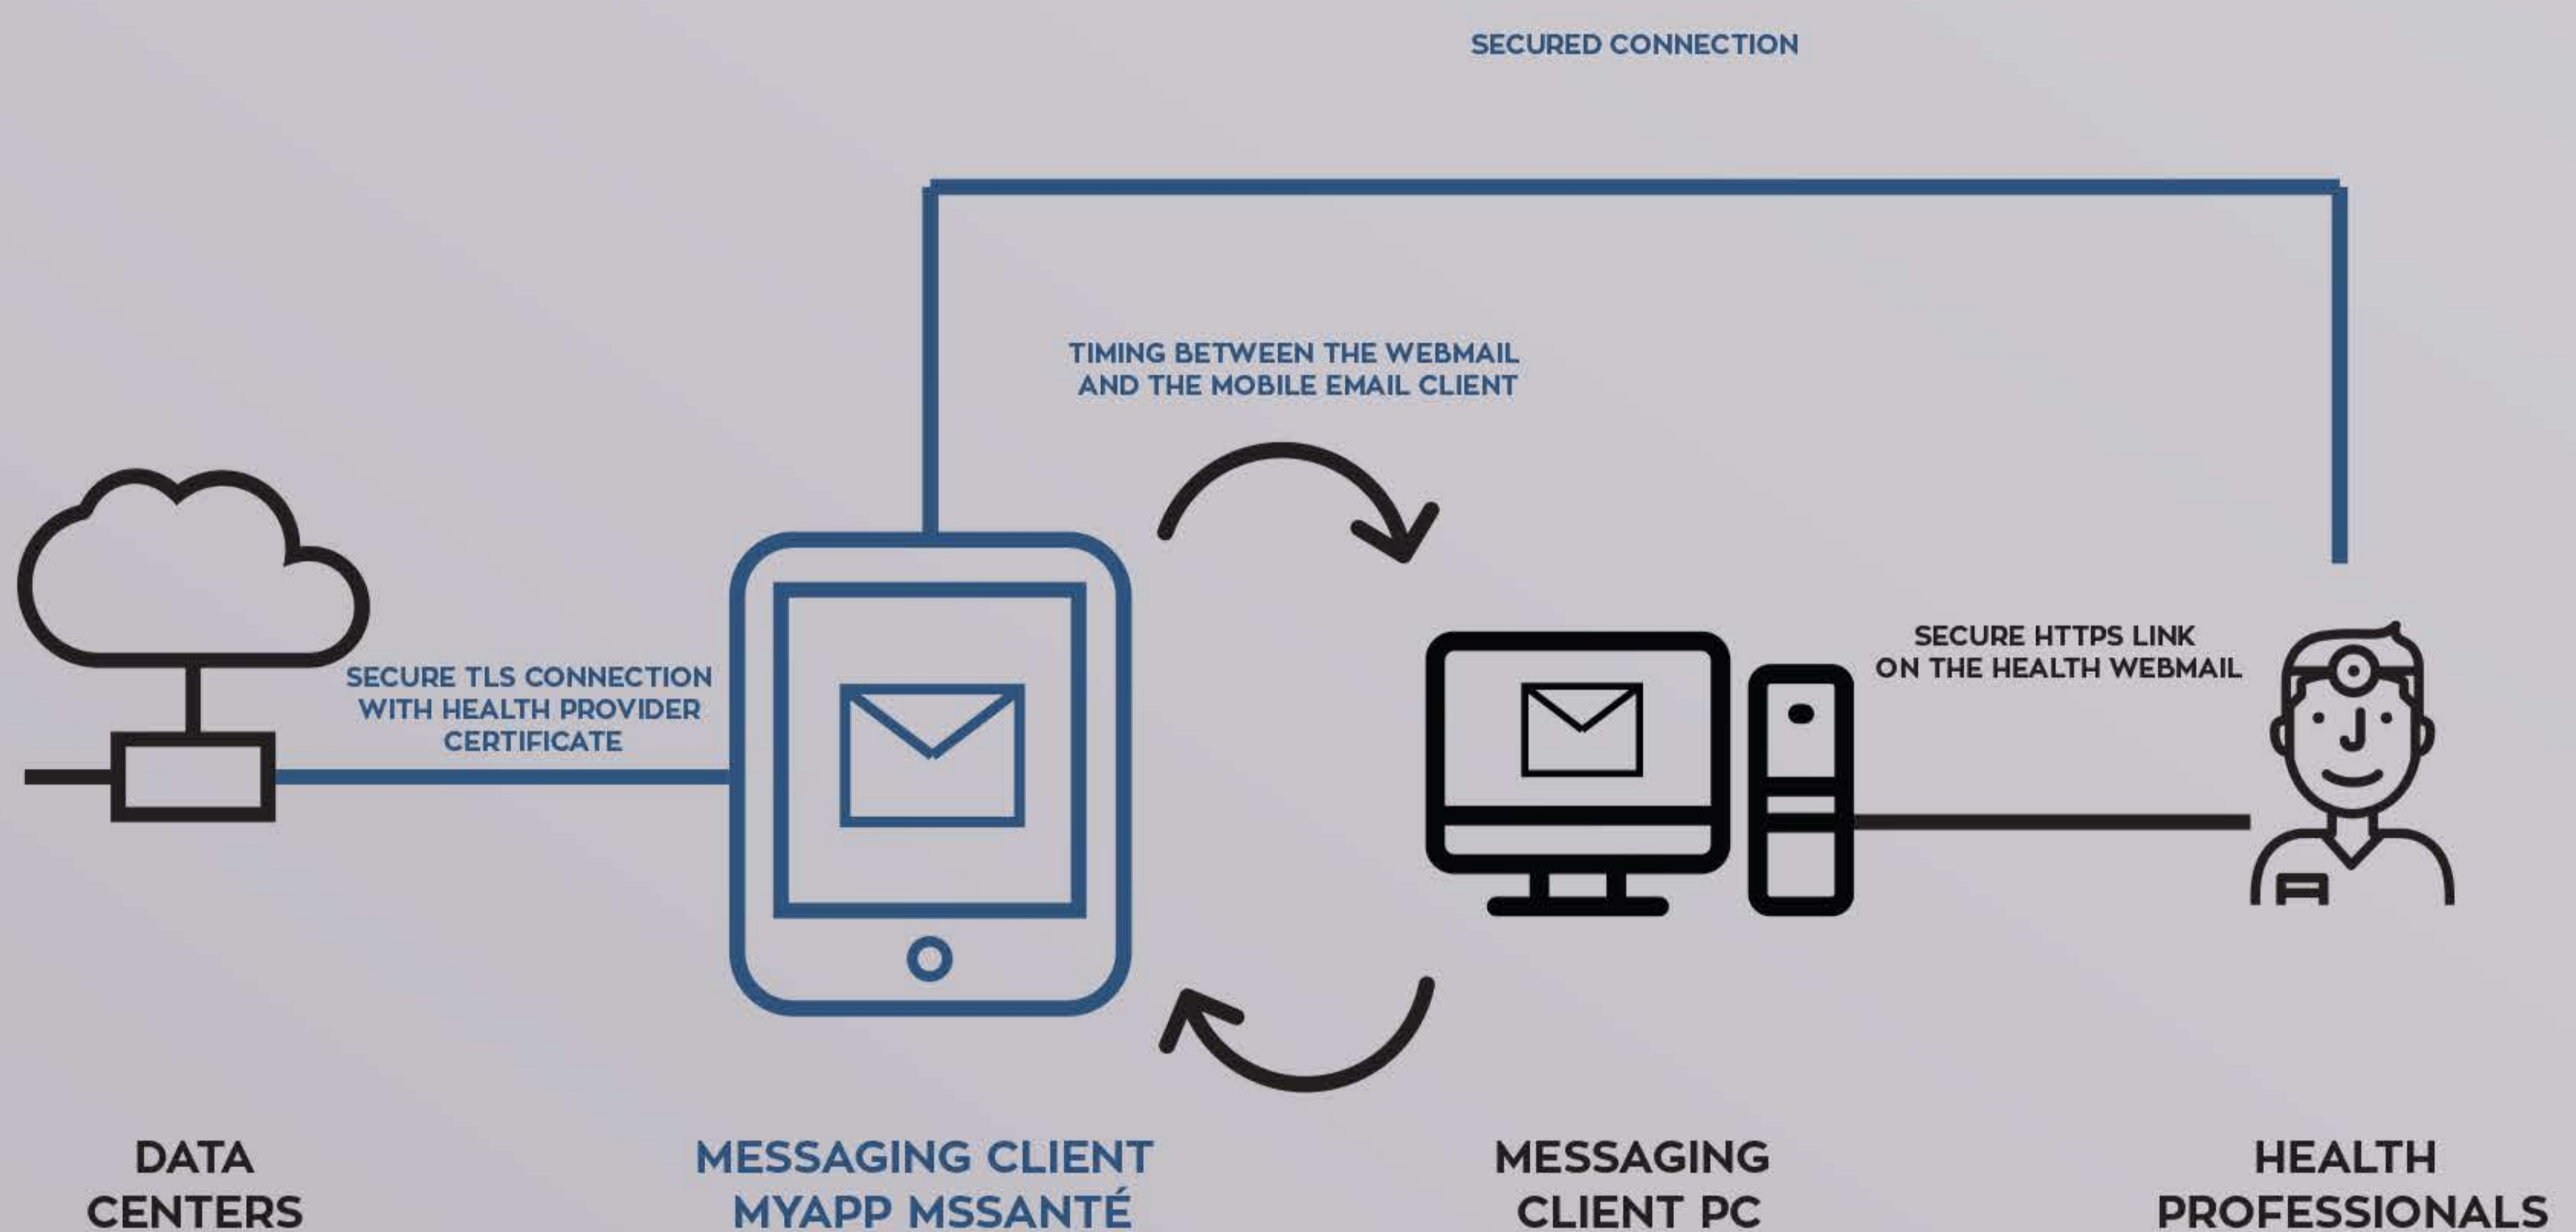 SECURED CONNECTION
TIMING BETWEEN THE WEBMAIL
AND THE MOBILE EMAIL CLIENT
SECURE TLS CONNECTION
WITH HEALTH PROVIDER
CERTIFICATE
SECURE HTTPS LINK
ON THE HEALTH WEBMAIL
DATA
CENTERS
MESSAGING CLIENT
MYAPP MSSANTÉ
MESSAGING
CLIENT PC
HEALTH
PROFESSIONALS